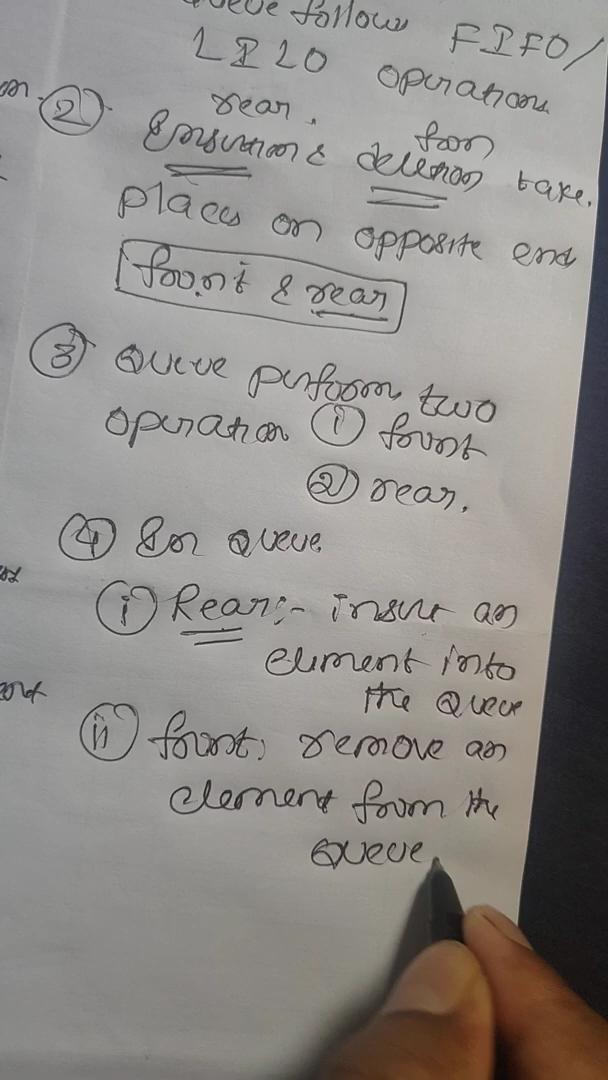 Queue follow FIFO/
LILO operations
② rear. front
Insertion & deletion take.
places on opposite end
front & rear
③ Queue perform two
operation ① front
② rear.
④ In Queue.
ⓘ Rear:- insert an
element into
the Queue
ⅱ front, remove an
element from the
Queue.